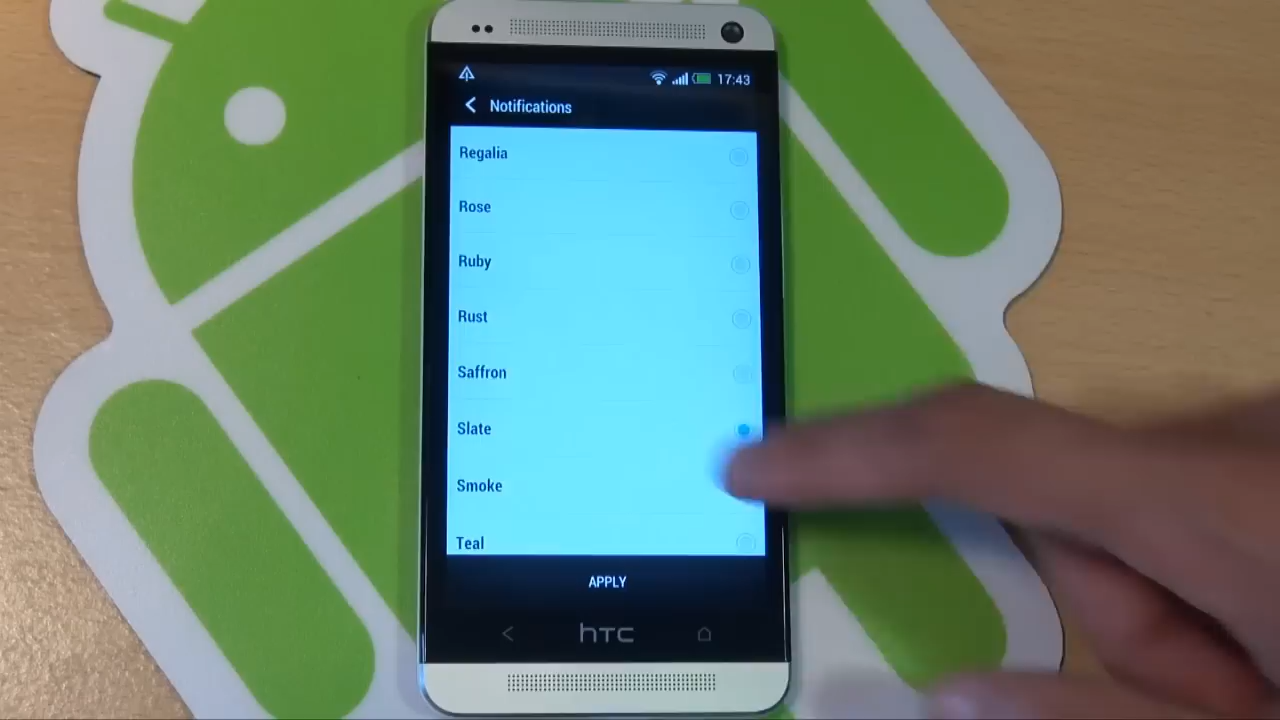 17:43
Notifications
Regalia
Rose
Ruby
Rust
Saffron
Slate
Smoke
Teal
APPLY
hTC